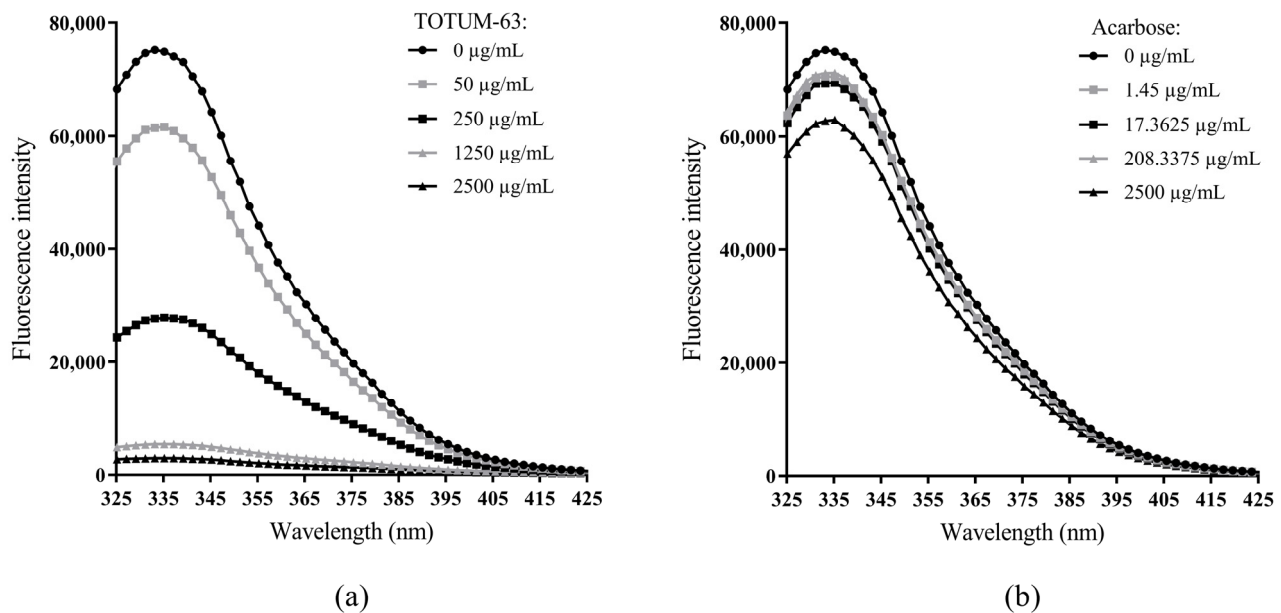 TOTUM-63:
0 µg/mL
50 µg/mL
250 µg/mL
1250 µg/mL
2500 µg/mL
Fluorescence intensity
80,000
60,000
40,000
20,000
0
325 335 345 355 365 375 385 395 405 415 425
Wavelength (nm)
(a)
Acarbose:
0 µg/mL
1.45 µg/mL
17.3625 µg/mL
208.3375 µg/mL
2500 µg/mL
Fluorescence intensity
80,000
60,000
40,000
20,000
0
325 335 345 355 365 375 385 395 405 415 425
Wavelength (nm)
(b)